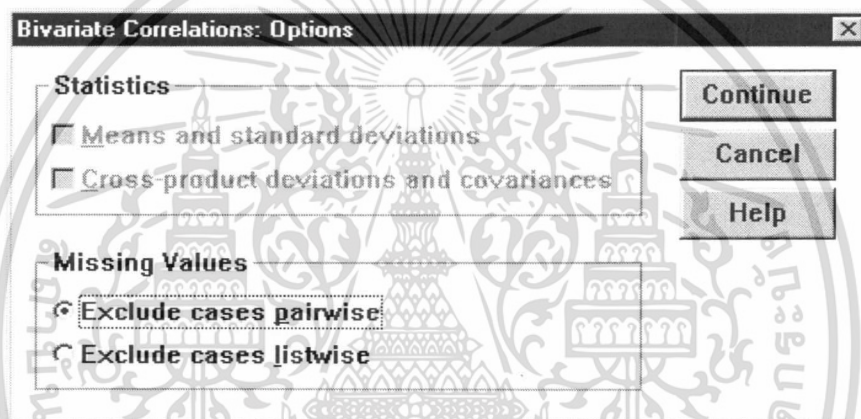 Bivariate Correlations: Options
Statistics
Means and standard deviations
Cross-product deviations and covariances
Missing Values
Exclude cases pairwise
Exclude cases listwise
Continue
Cancel
Help